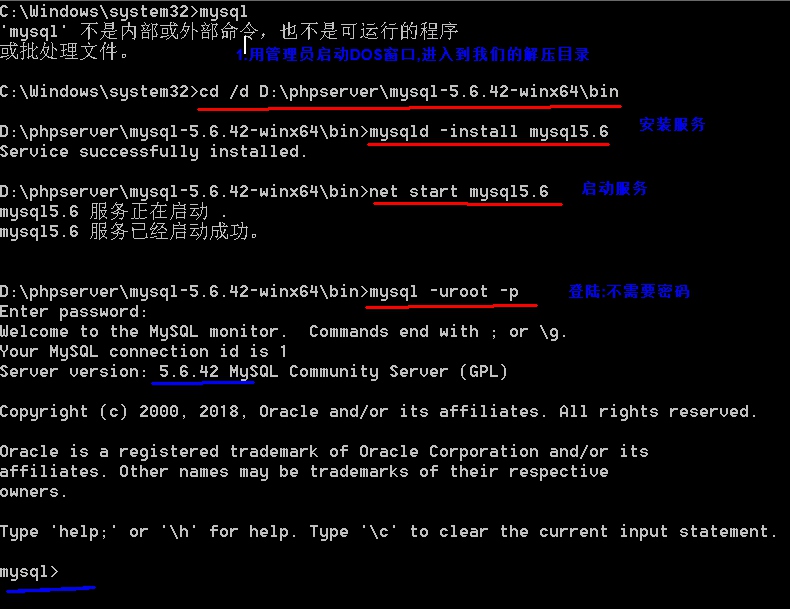 C:\Windows\system32>mysql
'mysql' 不是内部或外部命令，也不是可运行的程序
或批处理文件。
1.用管理员启动DOS窗口,进入到我们的解压目录
C:\Windows\system32>cd /d D:\phpserver\mysql-5.6.42-winx64\bin
D:\phpserver\mysql-5.6.42-winx64\bin>mysqld -install mysql5.6 安装服务
Service successfully installed.
D:\phpserver\mysql-5.6.42-winx64\bin>net start mysql5.6 启动服务
mysql5.6 服务正在启动 .
mysql5.6 服务已经启动成功。
D:\phpserver\mysql-5.6.42-winx64\bin>mysql -uroot -p 登陆:不需要密码
Enter password:
Welcome to the MySQL monitor.  Commands end with ; or \g.
Your MySQL connection id is 1
Server version: 5.6.42 MySQL Community Server (GPL)
Copyright (c) 2000, 2018, Oracle and/or its affiliates. All rights reserved.
Oracle is a registered trademark of Oracle Corporation and/or its
affiliates. Other names may be trademarks of their respective
owners.
Type 'help;' or '\h' for help. Type '\c' to clear the current input statement.
mysql>